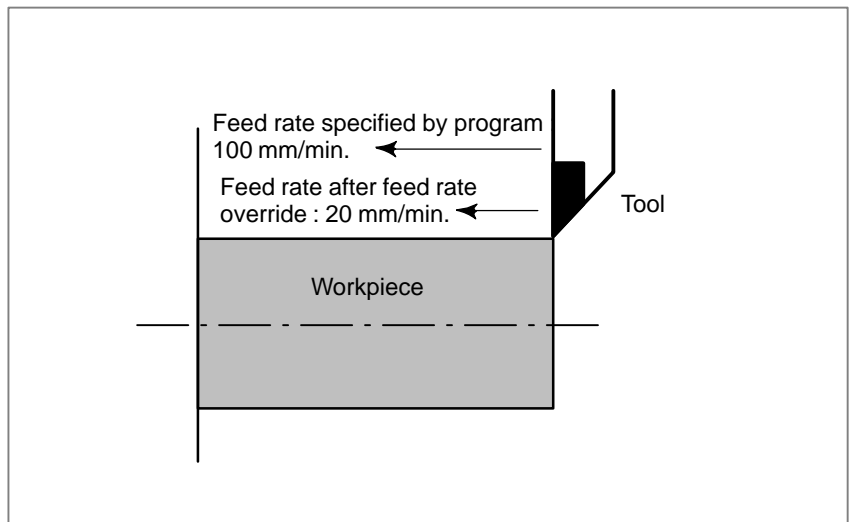 Feed rate specified by program
100 mm/min.
Feed rate after feed rate
override : 20 mm/min.
Tool
Workpiece